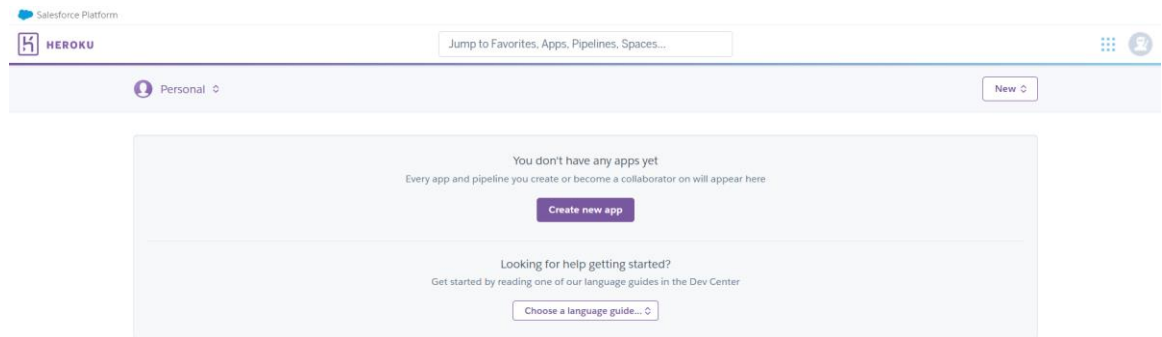 Salesforce Platform
HEROKU
Jump to Favorites, Apps, Pipelines, Spaces...
Personal
New
You don't have any apps yet
Every app and pipeline you create or become a collaborator on will appear here
Create new app
Looking for help getting started?
Get started by reading one of our language guides in the Dev Center
Choose a language guide...